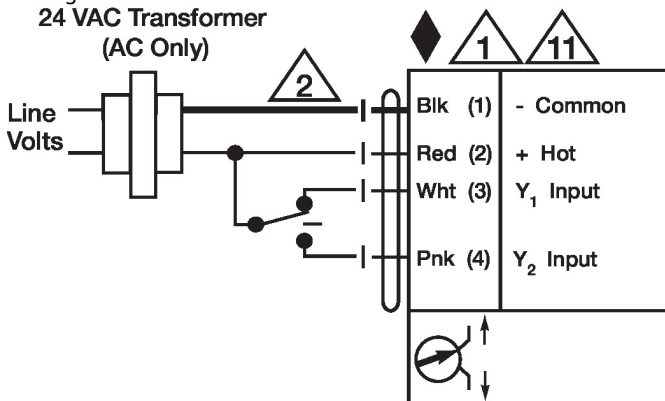 24 VAC Transformer
(AC Only)
1
11
2
Line
Volts
Blk (1) - Common
Red (2) + Hot
Wht (3) Y₁ Input
Pnk (4) Y₂ Input